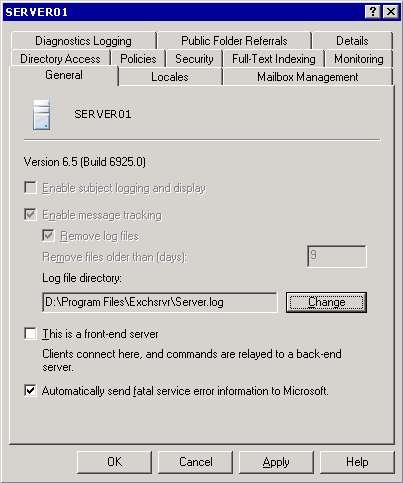 SERVER01
Diagnostics Logging Public Folder Referrals Details
Directory Access Policies Security Full-Text Indexing Monitoring
General Locales Mailbox Management
SERVER01
Version 6.5 (Build 6925.0)
Enable subject logging and display
Enable message tracking
Remove log files
Remove files older than (days): 9
Log file directory:
D:\Program Files\Exchsrvr\Server.log Change
This is a front-end server
Clients connect here, and commands are relayed to a back-end
server.
Automatically send fatal service error information to Microsoft.
OK Cancel Apply Help